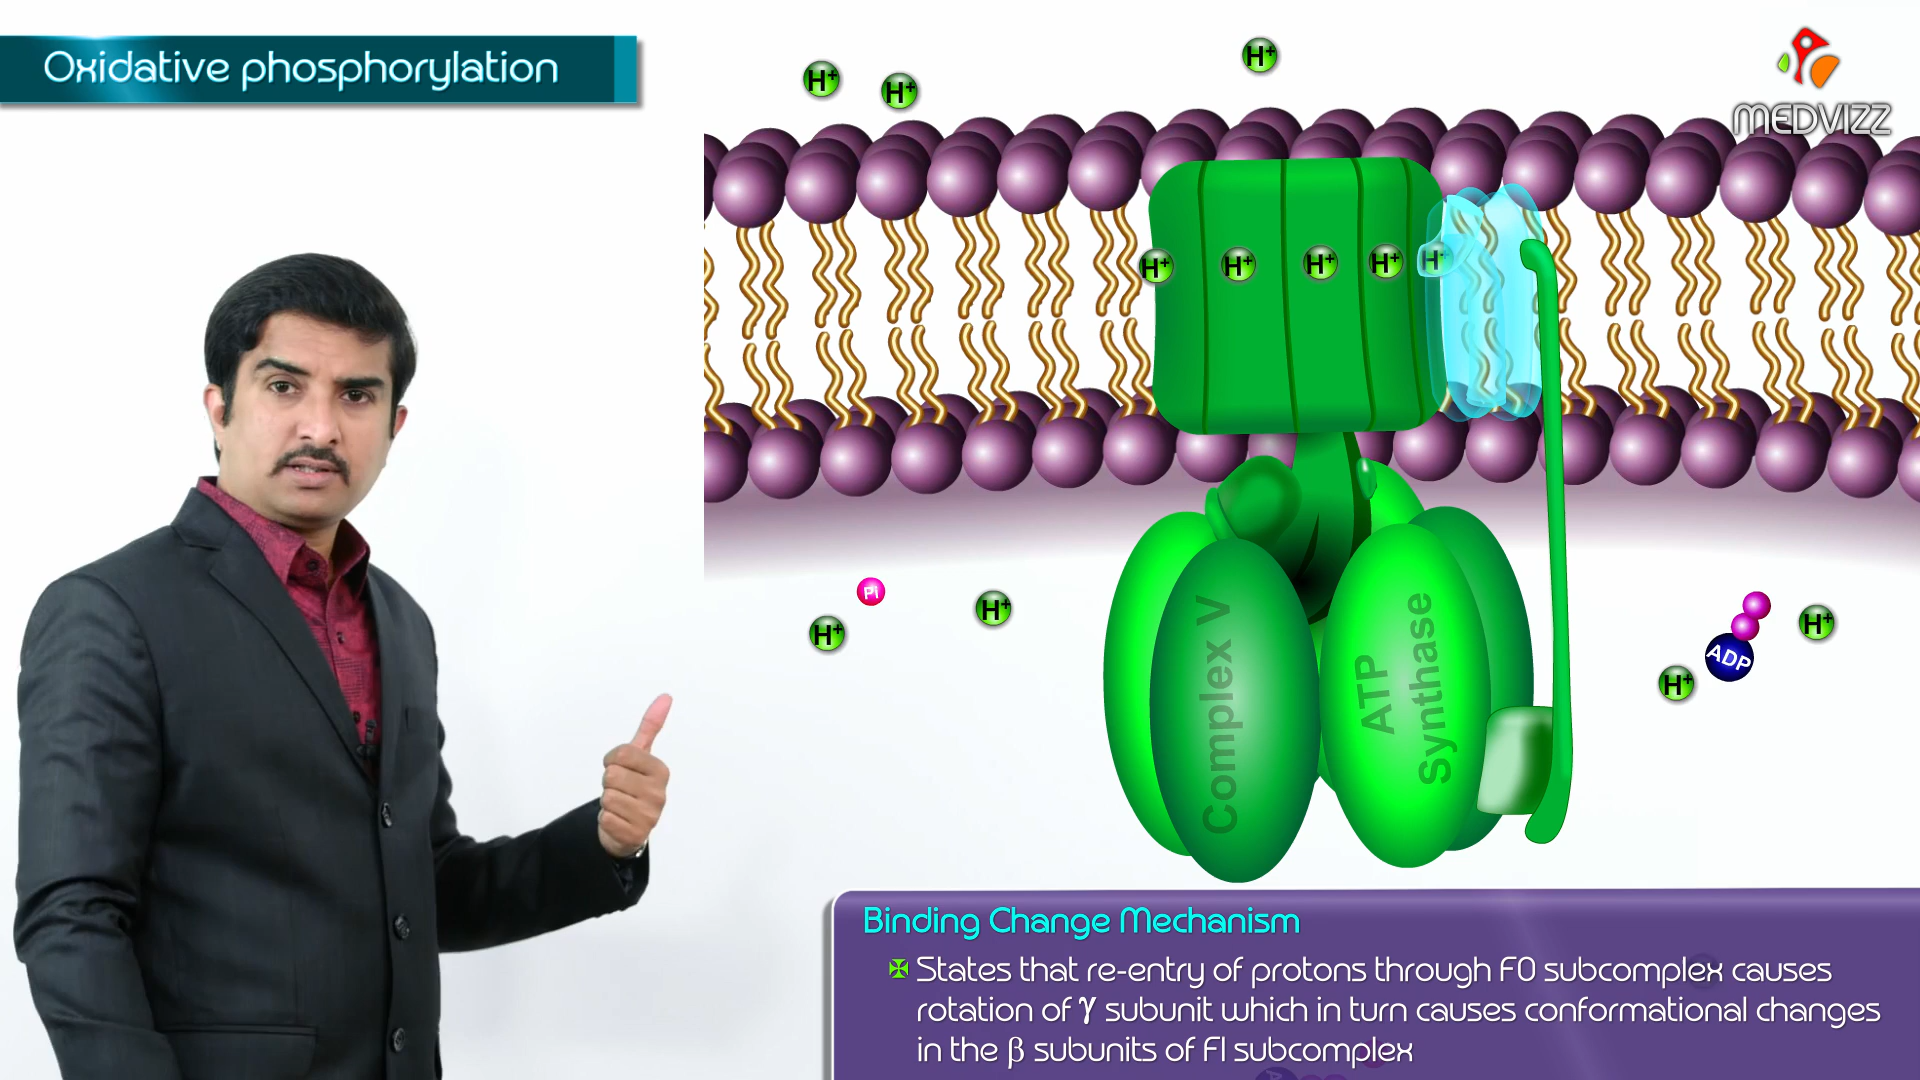 Oxidative phosphorylation
H+
H+
H+
MEDVIZZ
H+
H+
H+
H+
H+
Pi
H+
H+
H+
ADP
H+
Complex V
ATP
Synthase
Binding Change Mechanism
States that re-entry of protons through F0 subcomplex causes
rotation of γ subunit which in turn causes conformational changes
in the β subunits of F1 subcomplex